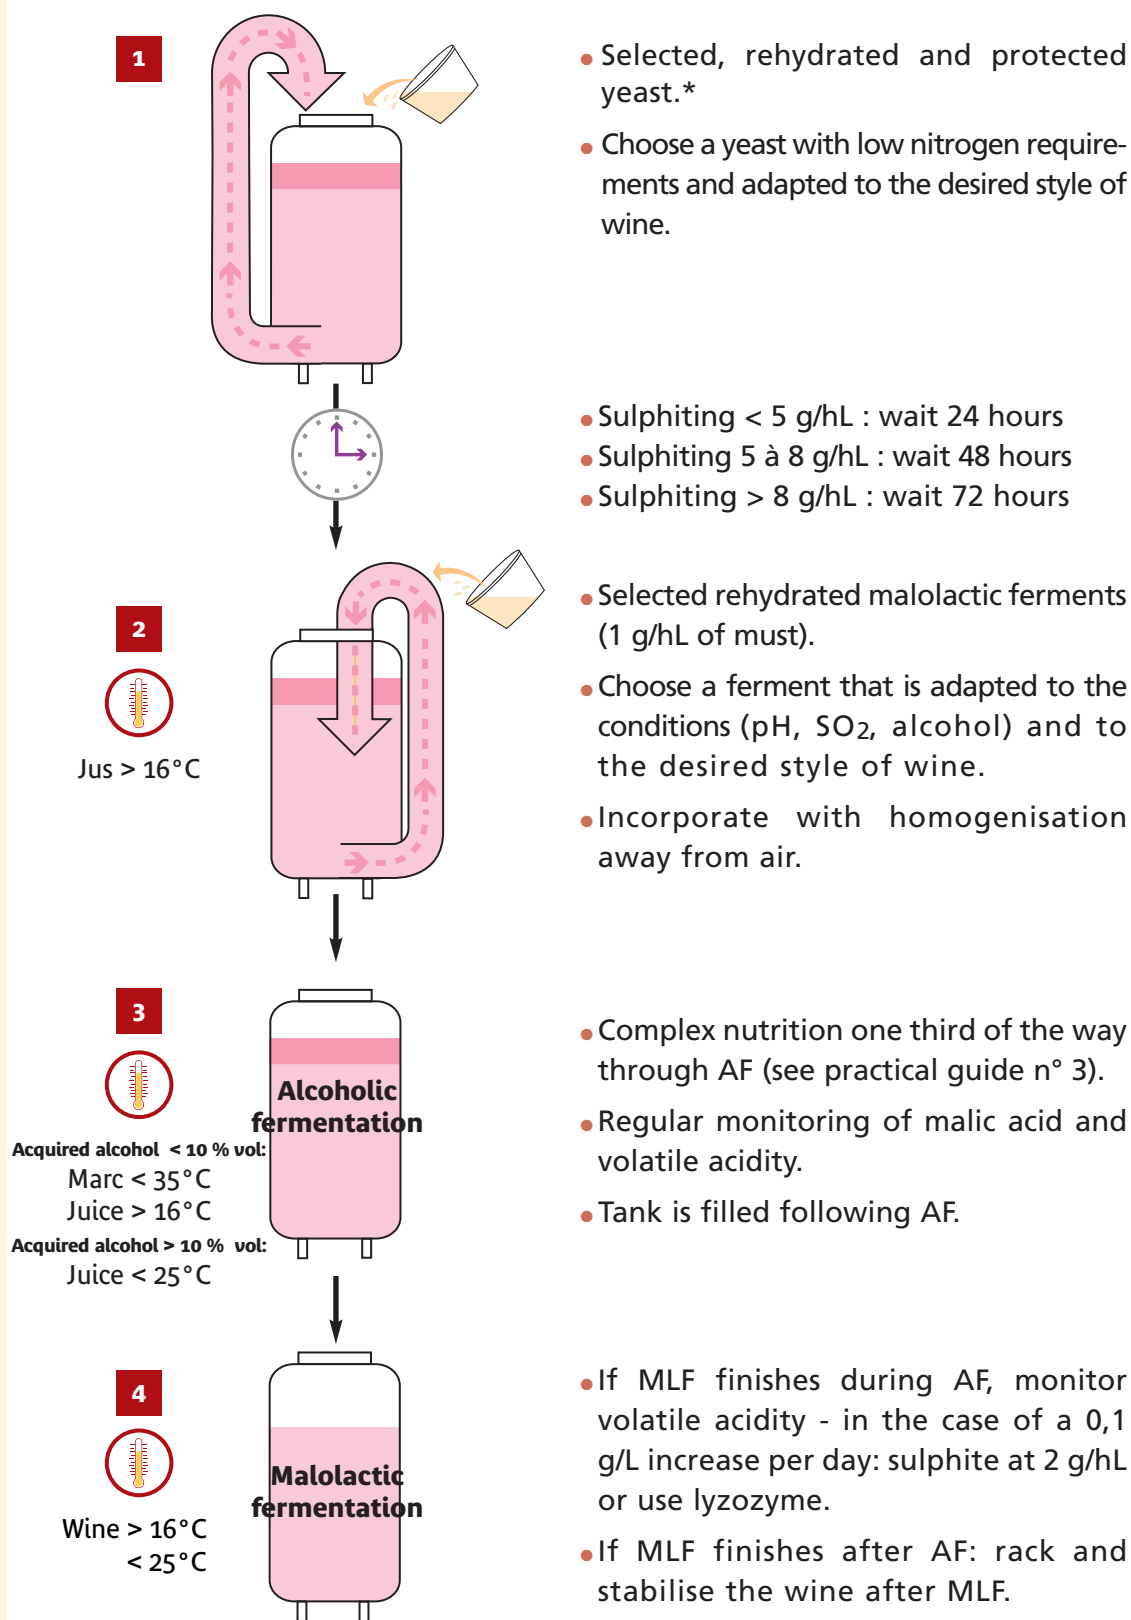 1
• Selected, rehydrated and protected
yeast.*
• Choose a yeast with low nitrogen require-
ments and adapted to the desired style of
wine.
• Sulphiting < 5 g/hL : wait 24 hours
• Sulphiting 5 à 8 g/hL : wait 48 hours
• Sulphiting > 8 g/hL : wait 72 hours
2
Jus > 16°C
• Selected rehydrated malolactic ferments
(1 g/hL of must).
• Choose a ferment that is adapted to the
conditions (pH, SO2, alcohol) and to
the desired style of wine.
• Incorporate with homogenisation
away from air.
3
Acquired alcohol < 10 % vol:
Marc < 35°C
Juice > 16°C
Acquired alcohol > 10 % vol:
Juice < 25°C
Alcoholic
fermentation
• Complex nutrition one third of the way
through AF (see practical guide n° 3).
• Regular monitoring of malic acid and
volatile acidity.
• Tank is filled following AF.
4
Wine > 16°C
< 25°C
Malolactic
fermentation
• If MLF finishes during AF, monitor
volatile acidity - in the case of a 0,1
g/L increase per day: sulphite at 2 g/hL
or use lyzozyme.
• If MLF finishes after AF: rack and
stabilise the wine after MLF.